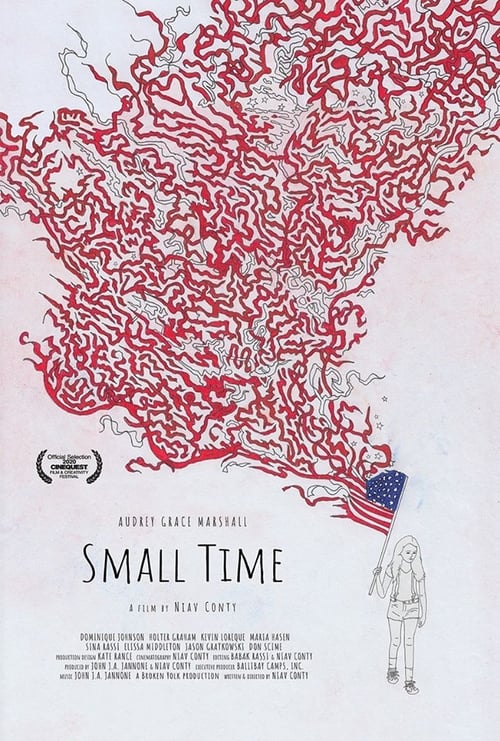 Official Selection
2020
CINEQUEST
FILM & CREATIVITY
FESTIVAL
AUDREY GRACE MARSHALL
SMALL TIME
A FILM BY NIAV CONTY
DOMINIQUE JOHNSON HOLTER GRAHAM KEVIN LOREQUE MARIA HASEN
SINA RASSI ELISSA MIDDLETON JASON GRATKOWSKI DON SCIME
PRODUCTION DESIGN KATE RANCE CINEMATOGRAPHY NIAV CONTY EDITING BABAK RASSI & NIAV CONTY
PRODUCED BY JOHN J.A. JANNONE & NIAV CONTY EXECUTIVE PRODUCER BALLIBAY CAMPS, INC.
MUSIC JOHN J.A. JANNONE A BROKEN YOLK PRODUCTION WRITTEN & DIRECTED BY NIAV CONTY